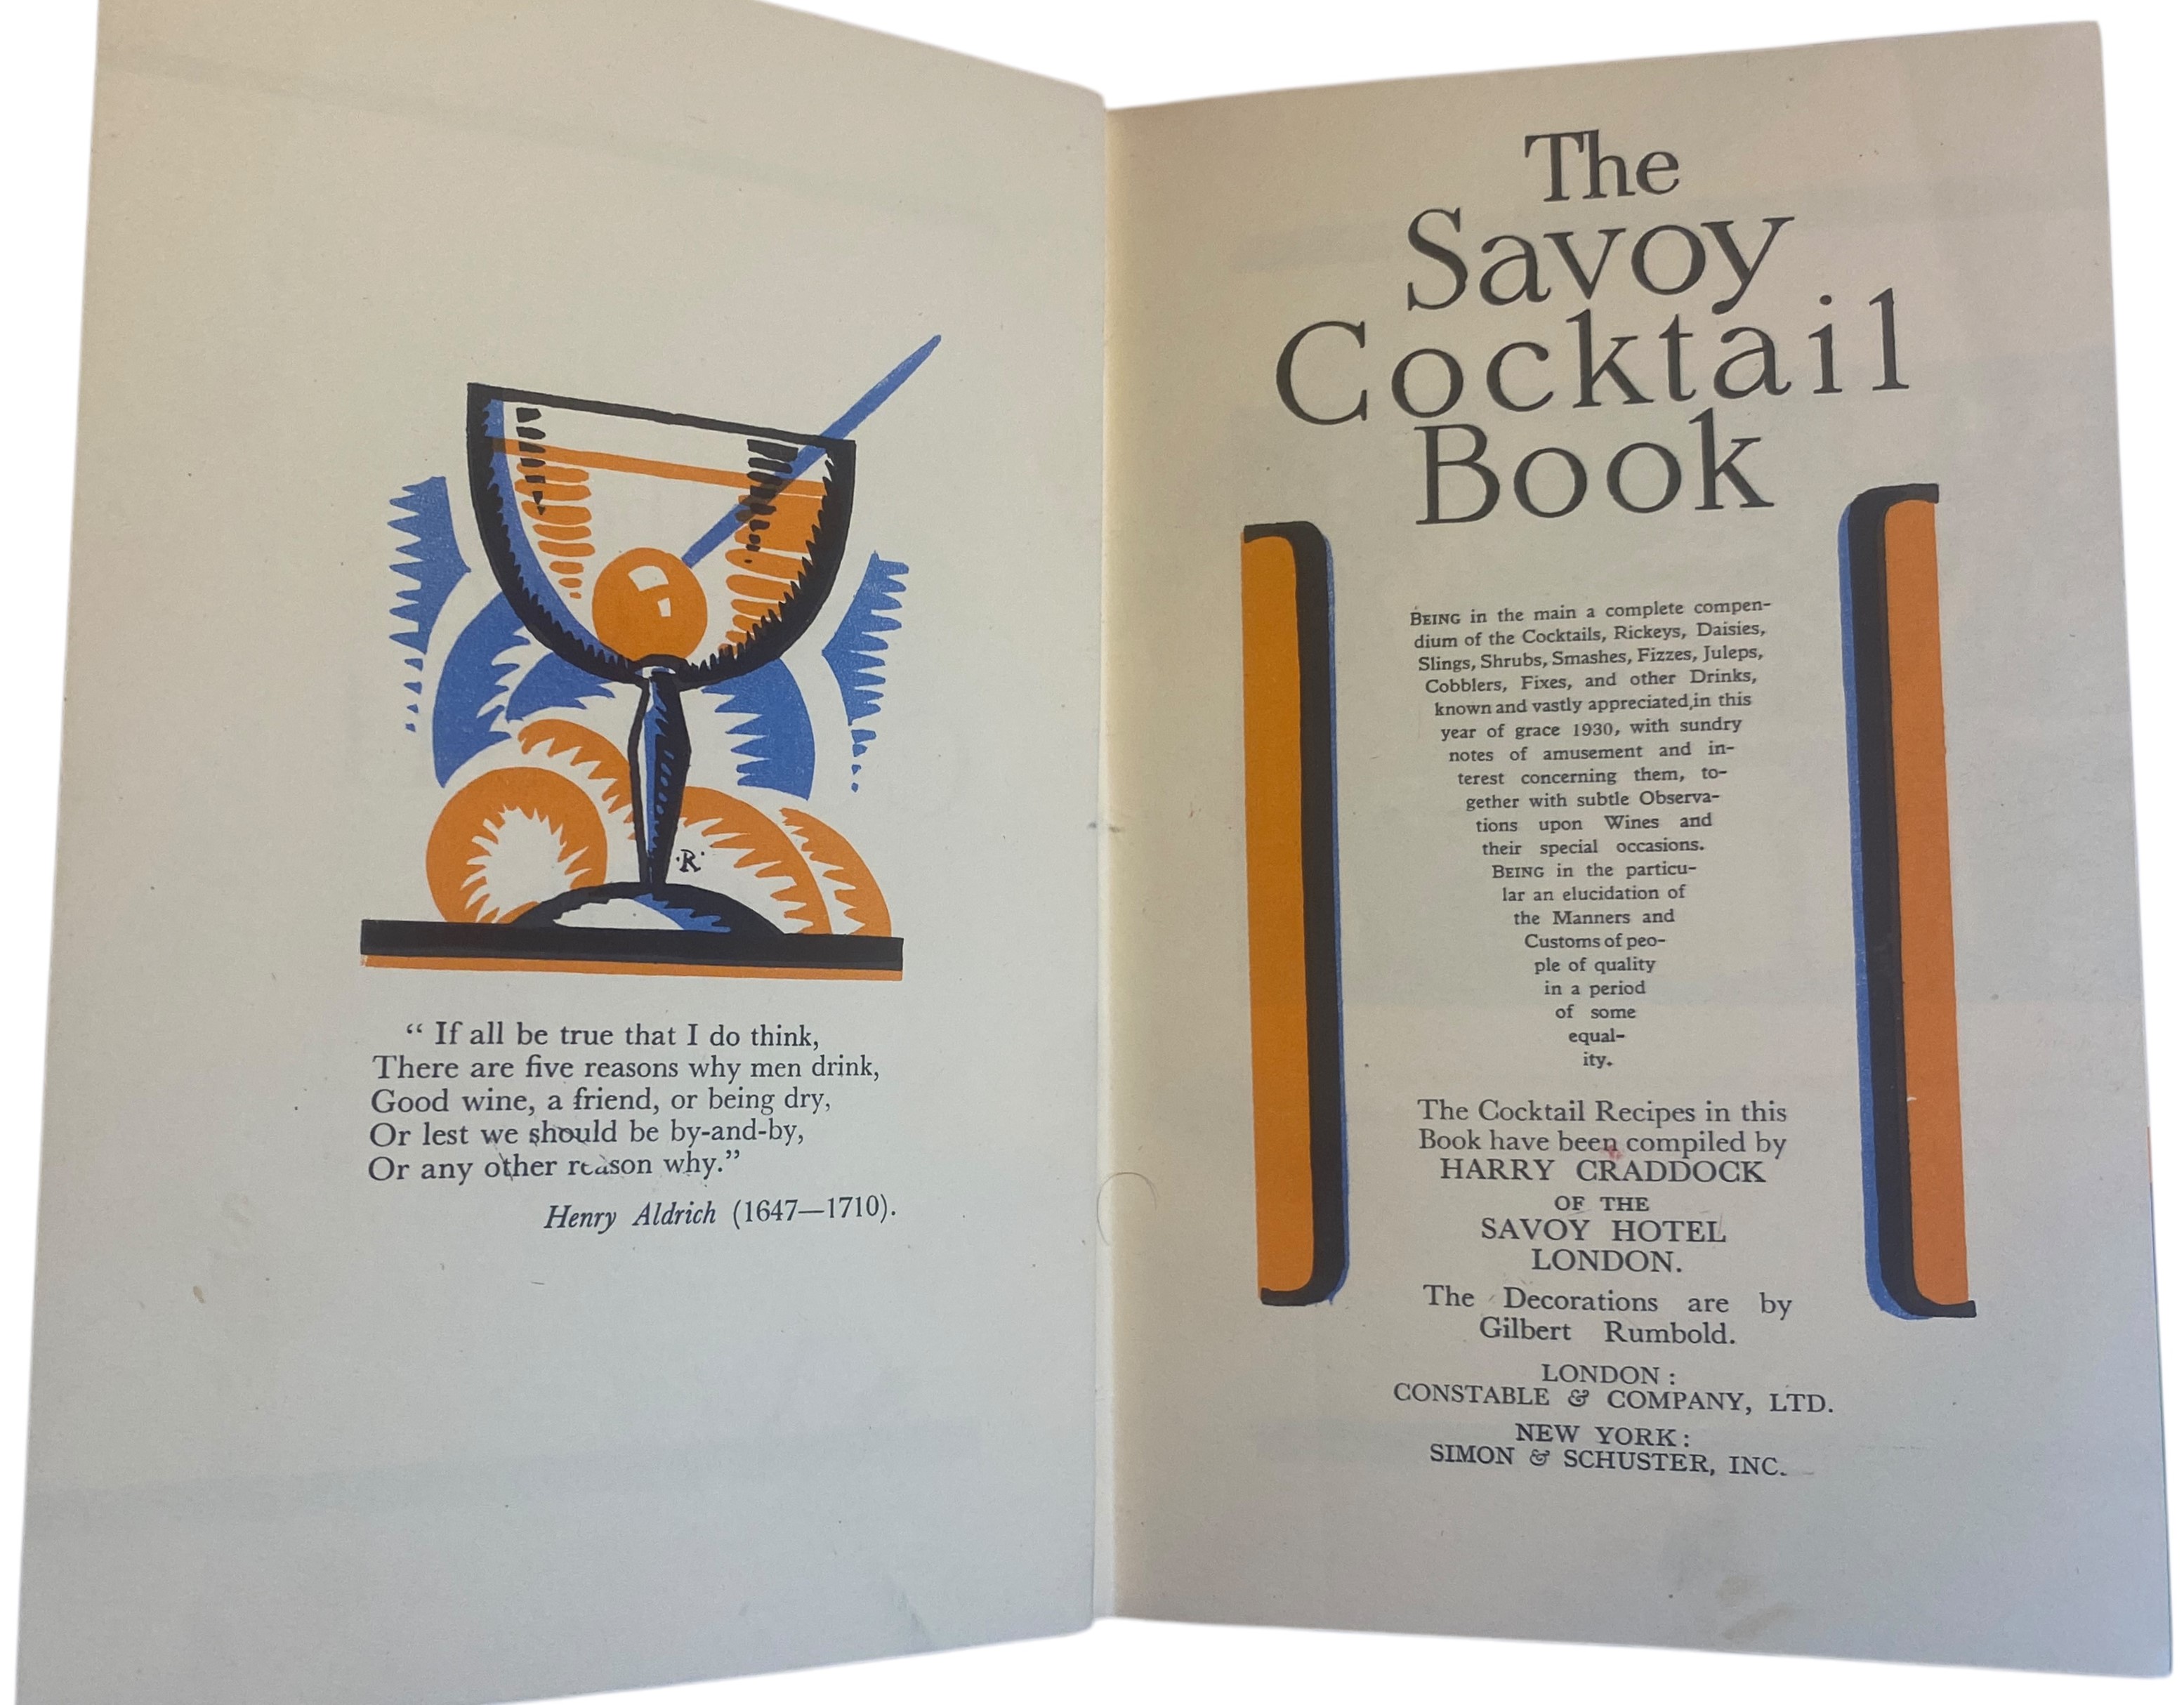 ·R·
“ If all be true that I do think,
There are five reasons why men drink,
Good wine, a friend, or being dry,
Or lest we should be by-and-by,
Or any other reason why.”
Henry Aldrich (1647—1710).
The
Savoy
Cocktail
Book
BEING in the main a complete compen-
dium of the Cocktails, Rickeys, Daisies,
Slings, Shrubs, Smashes, Fizzes, Juleps,
Cobblers, Fixes, and other Drinks,
known and vastly appreciated,in this
year of grace 1930, with sundry
notes of amusement and in-
terest concerning them, to-
gether with subtle Observa-
tions upon Wines and
their special occasions.
BEING in the particu-
lar an elucidation of
the Manners and
Customs of peo-
ple of quality
in a period
of some
equal-
ity.
The Cocktail Recipes in this
Book have been compiled by
HARRY CRADDOCK
OF THE
SAVOY HOTEL
LONDON.
The Decorations are by
Gilbert Rumbold.
LONDON :
CONSTABLE & COMPANY, LTD.
NEW YORK :
SIMON & SCHUSTER, INC.